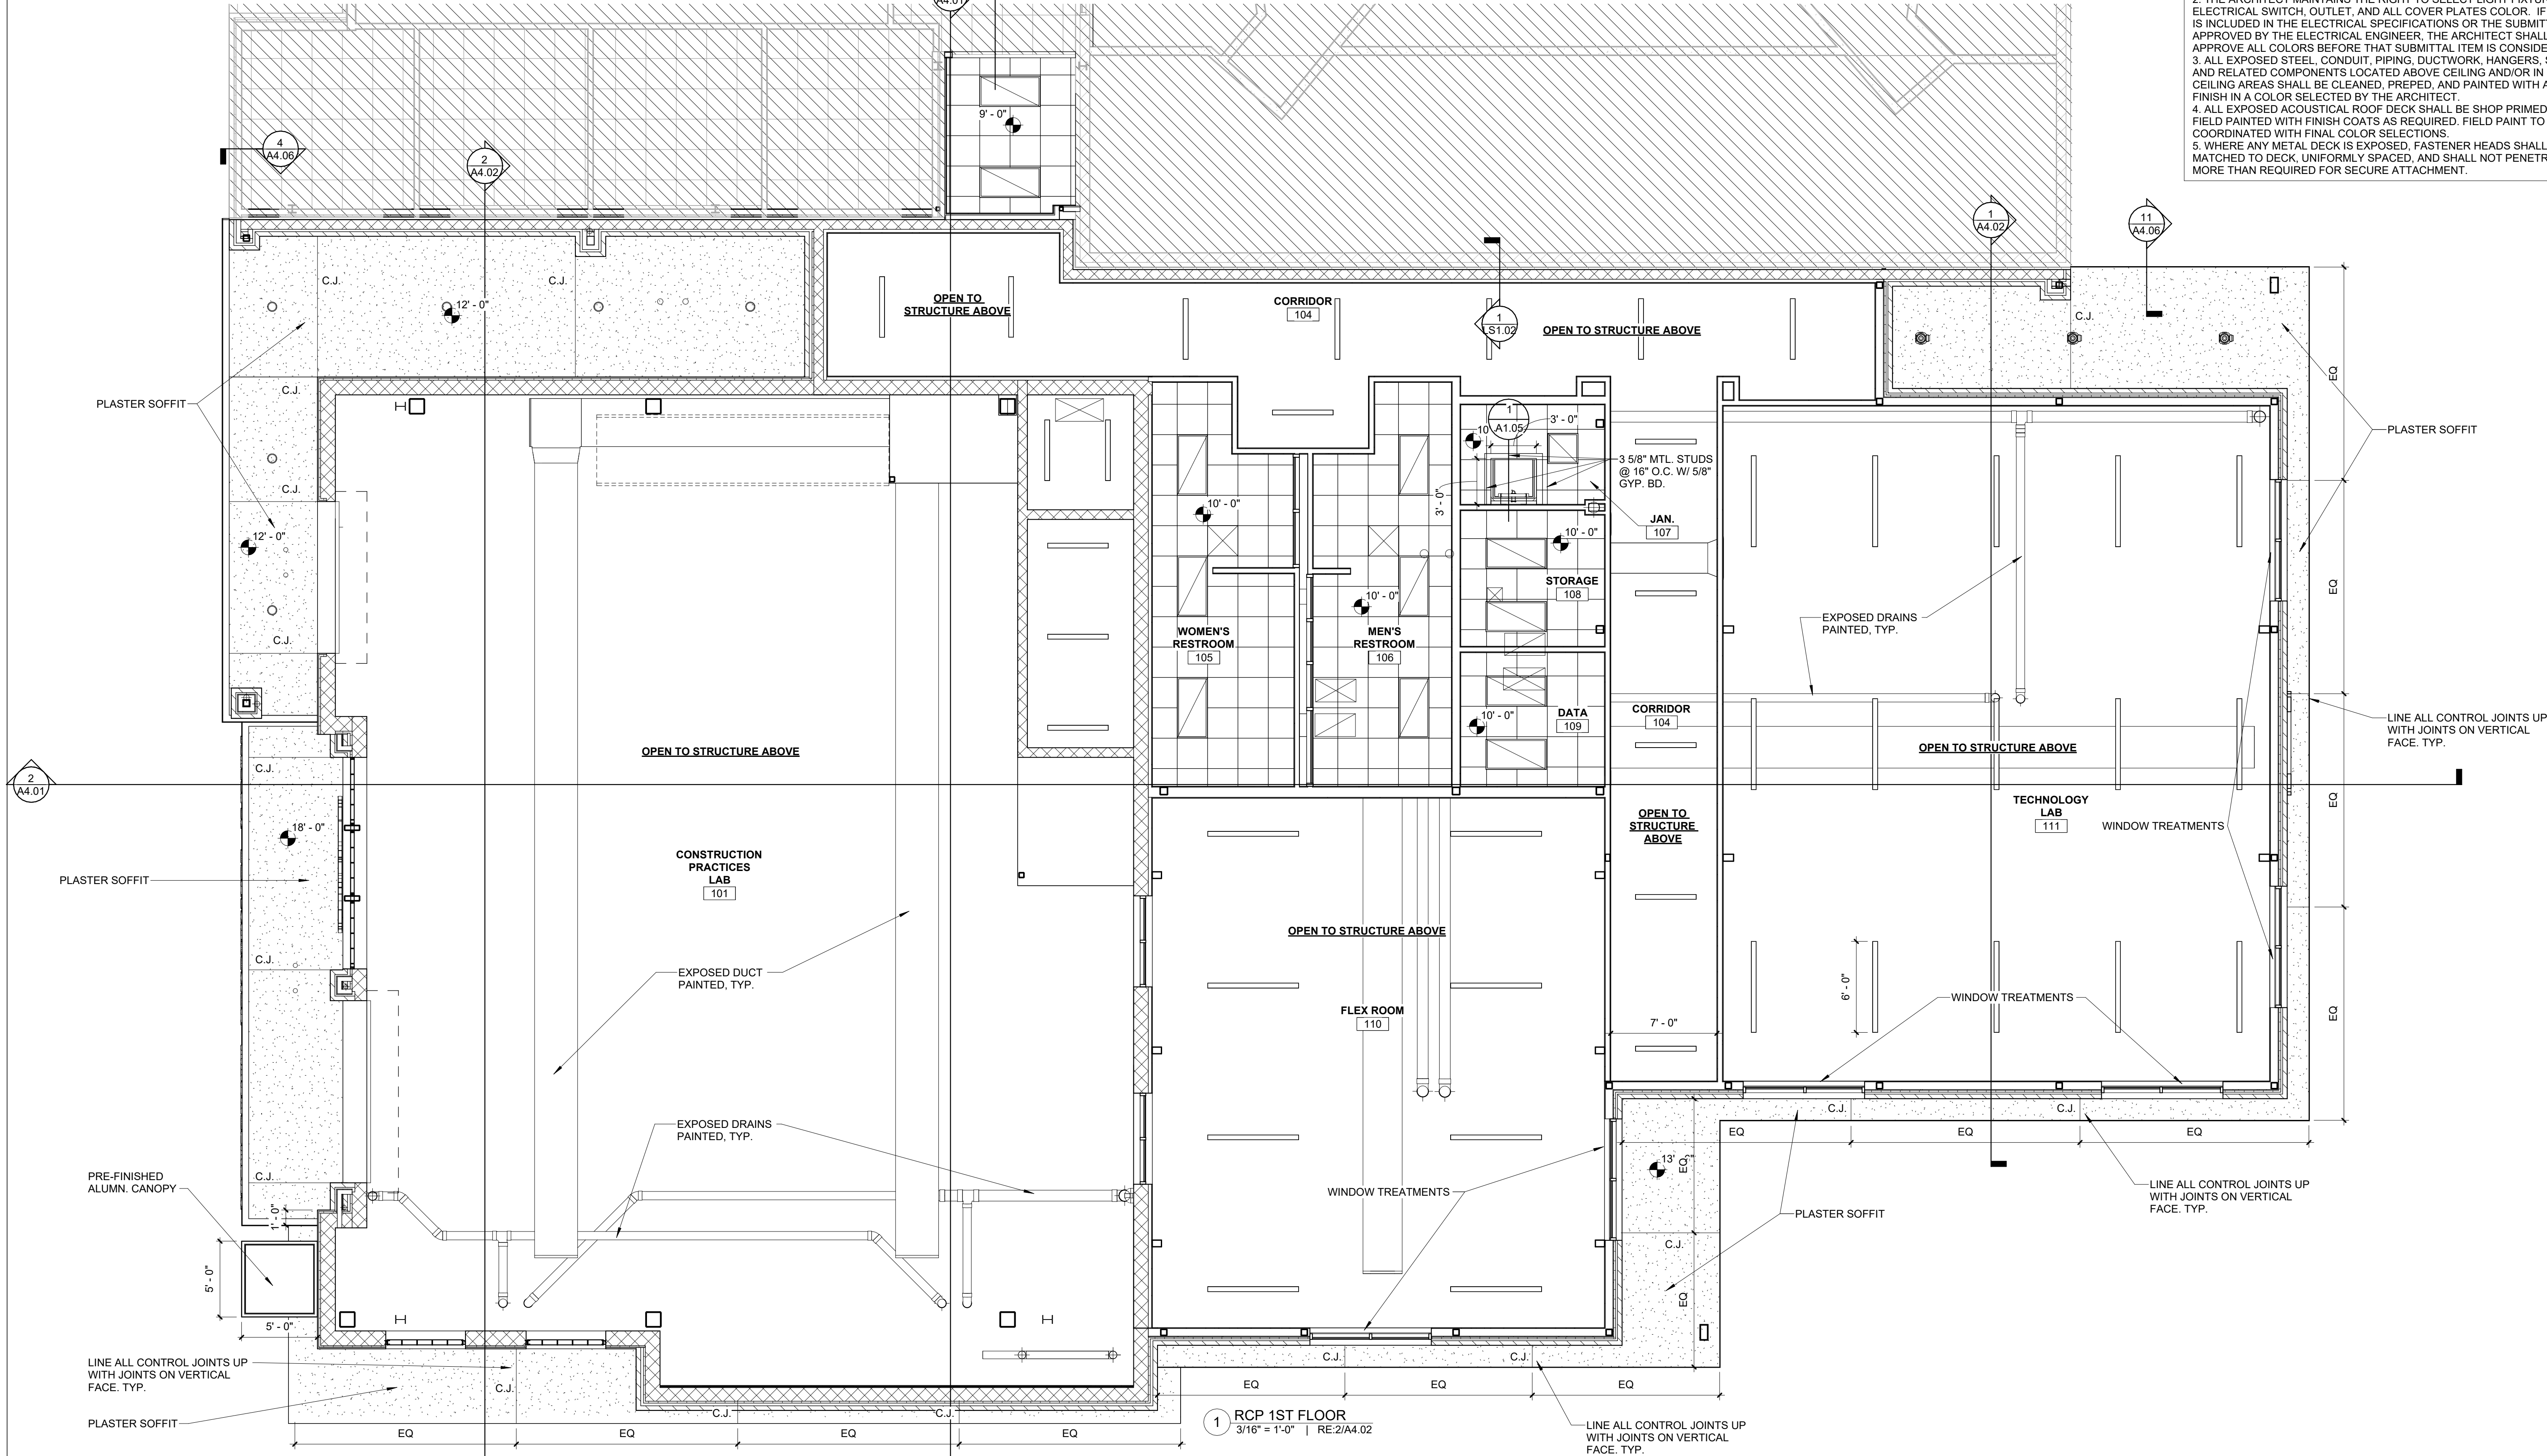 2. THE ARCHITECT MAINTAINS THE RIGHT TO SELECT LIGHT
ELECTRICAL SWITCH, OUTLET, AND ALL COVER PLATES COLOR. IF
IS INCLUDED IN THE ELECTRICAL SPECIFICATIONS OR THE
APPROVED BY THE ELECTRICAL ENGINEER, THE ARCHITECT
APPROVE ALL COLORS BEFORE THAT SUBMITTAL ITEM IS
3. ALL EXPOSED STEEL, CONDUIT, PIPING, DUCTWORK, HANGERS,
AND RELATED COMPONENTS LOCATED ABOVE CEILING AND/OR IN
CEILING AREAS SHALL BE CLEANED, PREPED, AND PAINTED WITH
FINISH IN A COLOR SELECTED BY THE ARCHITECT.
4. ALL EXPOSED ACOUSTICAL ROOF DECK SHALL BE SHOP PRIMED
FIELD PAINTED WITH FINISH COATS AS REQUIRED. FIELD PAINT TO
COORDINATED WITH FINAL COLOR SELECTIONS.
5. WHERE ANY METAL DECK IS EXPOSED, FASTENER HEADS SHALL
MATCHED TO DECK, UNIFORMLY SPACED, AND SHALL NOT
MORE THAN REQUIRED FOR SECURE ATTACHMENT.
A4.01
9' - 0"
4
A4.06
2
A4.02
1
A4.02
11
A4.06
C.J.
C.J.
12' - 0"
OPEN TO
STRUCTURE ABOVE
CORRIDOR
104
1
LS1.02
OPEN TO STRUCTURE ABOVE
C.J.
EQ
PLASTER SOFFIT
C.J.
C.J.
12' - 0"
C.J.
1
A1.05
10
3' - 0"
3' - 0"
3 5/8" MTL. STUDS
@ 16" O.C. W/ 5/8"
GYP. BD.
JAN.
107
PLASTER SOFFIT
10' - 0"
10' - 0"
STORAGE
108
EQ
10' - 0"
WOMEN'S
RESTROOM
105
MEN'S
RESTROOM
106
EXPOSED DRAINS
PAINTED, TYP.
10' - 0"
DATA
109
CORRIDOR
104
LINE ALL CONTROL JOINTS UP
WITH JOINTS ON VERTICAL
FACE. TYP.
OPEN TO STRUCTURE ABOVE
OPEN TO STRUCTURE ABOVE
2
A4.01
C.J.
18' - 0"
PLASTER SOFFIT
CONSTRUCTION
PRACTICES
LAB
101
OPEN TO
STRUCTURE
ABOVE
TECHNOLOGY
LAB
111
WINDOW TREATMENTS
EQ
OPEN TO STRUCTURE ABOVE
C.J.
EXPOSED DUCT
PAINTED, TYP.
FLEX ROOM
110
7' - 0"
6' - 0"
WINDOW TREATMENTS
EQ
EXPOSED DRAINS
PAINTED, TYP.
C.J.
C.J.
EQ
EQ
EQ
PRE-FINISHED
ALUMN. CANOPY
C.J.
1' - 0"
5' - 0"
5' - 0"
WINDOW TREATMENTS
13'
EQ
PLASTER SOFFIT
LINE ALL CONTROL JOINTS UP
WITH JOINTS ON VERTICAL
FACE. TYP.
C.J.
EQ
LINE ALL CONTROL JOINTS UP
WITH JOINTS ON VERTICAL
FACE. TYP.
C.J.
C.J.
C.J.
EQ
EQ
EQ
PLASTER SOFFIT
C.J.
C.J.
EQ
EQ
EQ
EQ
1
RCP 1ST FLOOR
3/16" = 1'-0" | RE:2/A4.02
LINE ALL CONTROL JOINTS UP
WITH JOINTS ON VERTICAL
FACE. TYP.